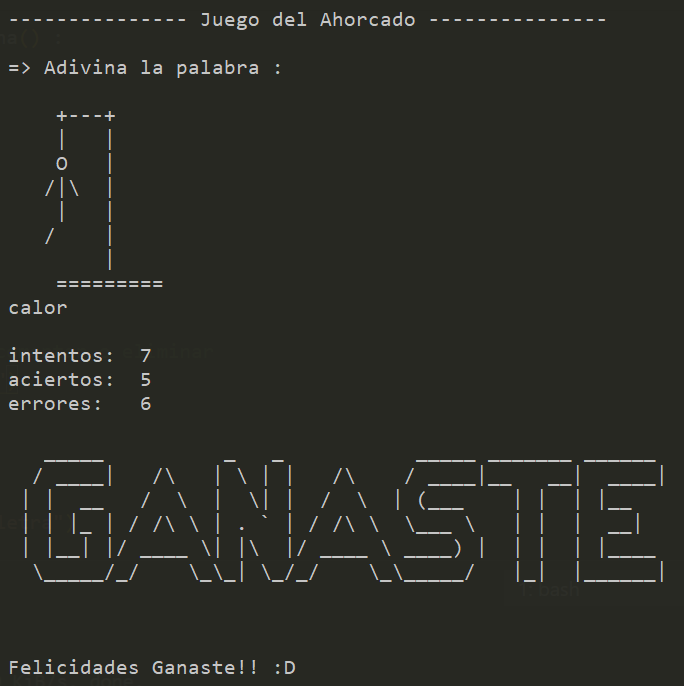 --------------- Juego del Ahorcado ---------------
=> Adivina la palabra :
    +---+
    |   |
    O   |
   /|\  |
    |   |
   /    |
        |
    =========
calor
intentos:  7
aciertos:  5
errores:   6
GANASTE
Felicidades Ganaste!! :D